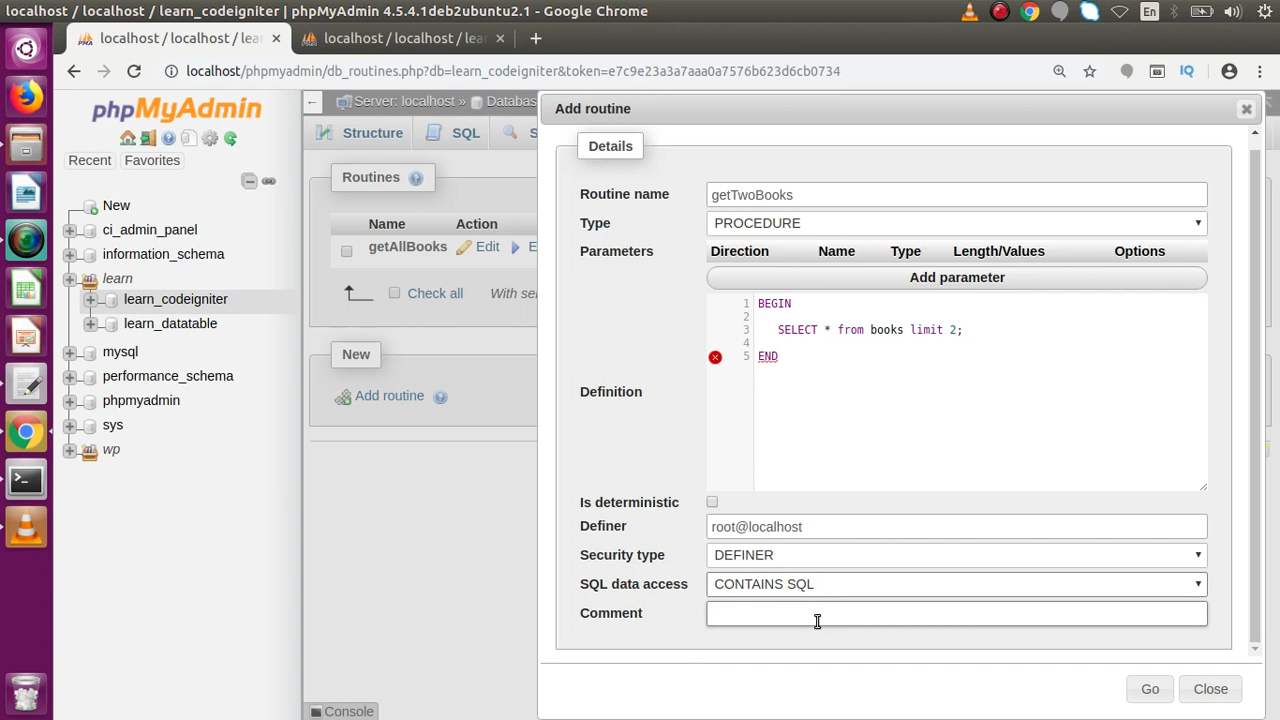 localhost / localhost / learn_codeigniter | phpMyAdmin 4.5.4.1deb2ubuntu2.1 - Google Chrome
En
localhost / localhost / lea
localhost / localhost / lea
localhost/phpmyadmin/db_routines.php?db=learn_codeigniter&token=e7c9e23a3a7aaa0a7576b623d6cb0734
IQ
phpMyAdmin
Recent
Favorites
New
ci_admin_panel
information_schema
learn
learn_codeigniter
learn_datatable
mysql
performance_schema
phpmyadmin
sys
wp
Server: localhost »
Structure
SQL
Routines
Name
Action
getAllBooks
Edit
Check all
New
Add routine
Console
Add routine
Details
Routine name
getTwoBooks
Type
PROCEDURE
Parameters
Direction Name Type Length/Values Options
Add parameter
Definition
1 BEGIN
2
3 SELECT * from books limit 2;
4
5 END
Is deterministic
Definer
root@localhost
Security type
DEFINER
SQL data access
CONTAINS SQL
Comment
Go
Close